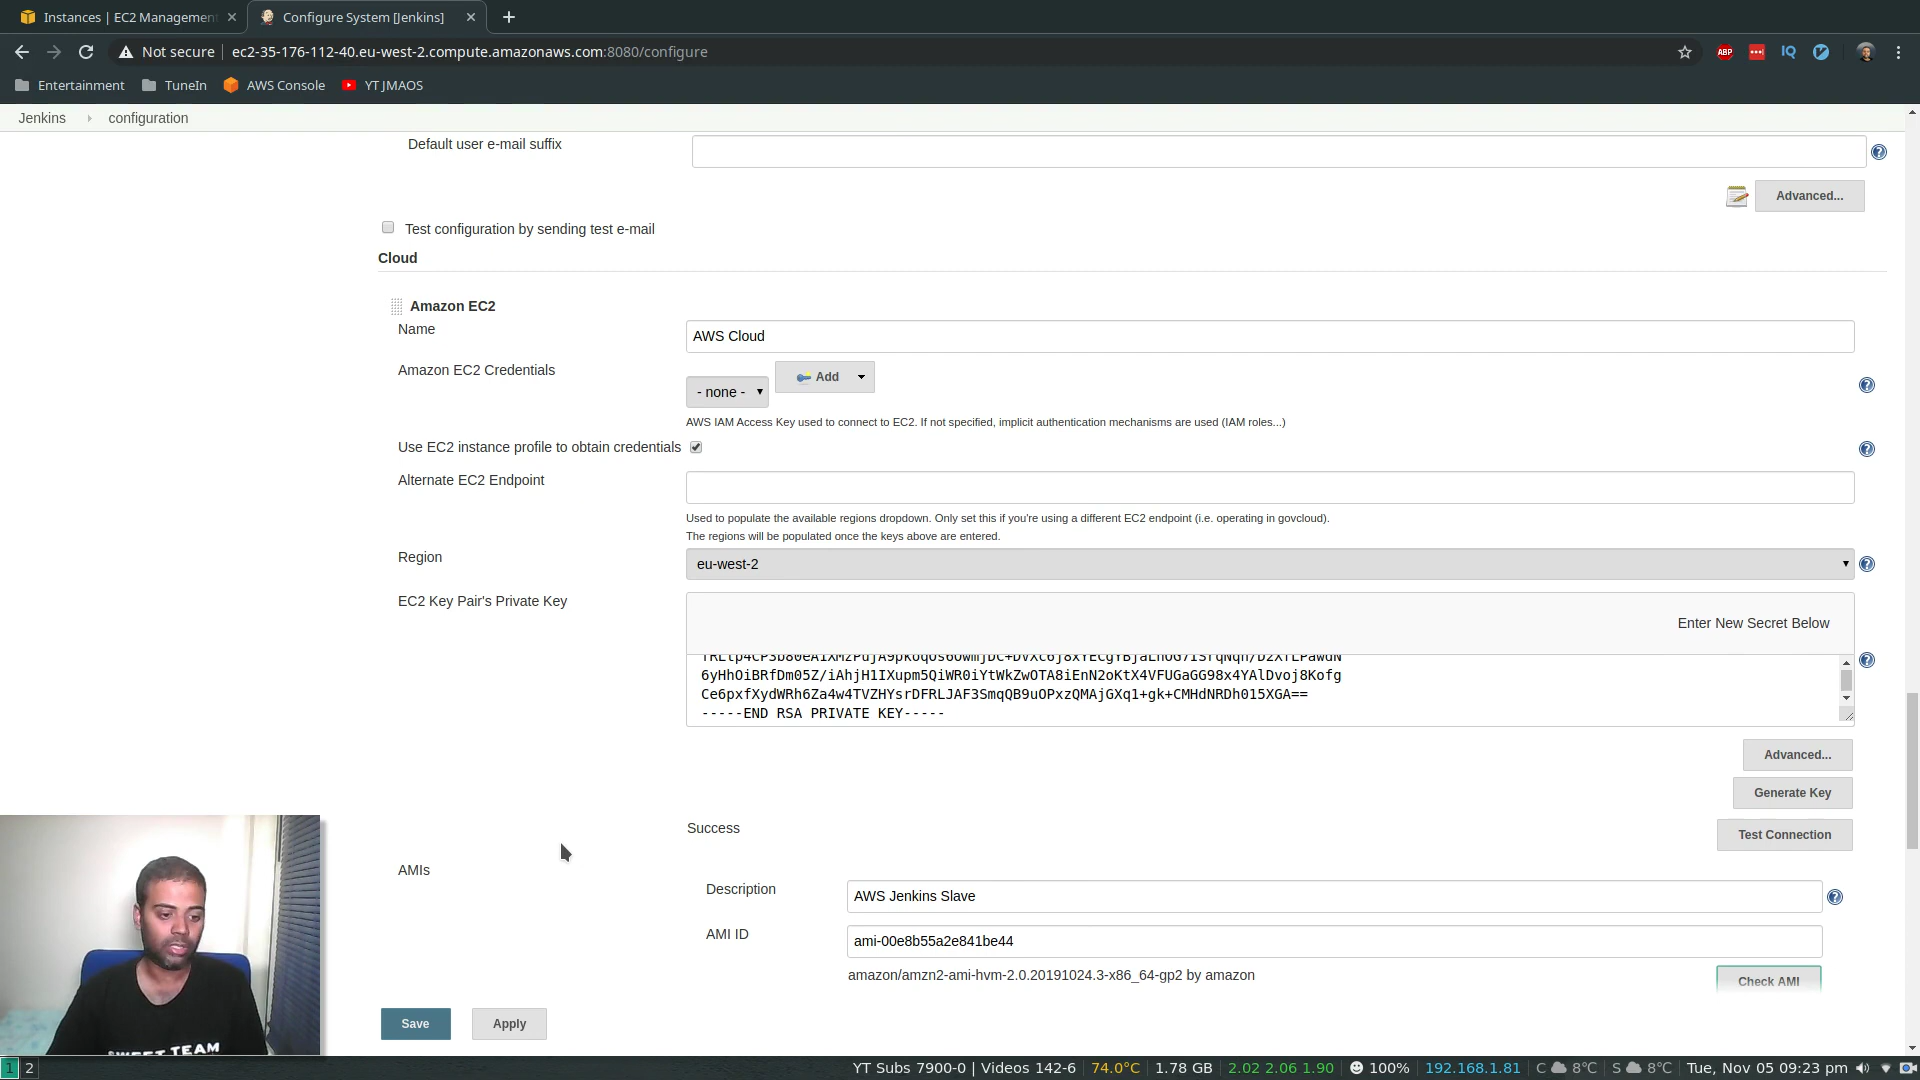 Instances | EC2 Management
Configure System [Jenkins]
Not secure
ec2-35-176-112-40.eu-west-2.compute.amazonaws.com:8080/configure
ABP
IQ
Entertainment
TuneIn
AWS Console
YT JMAOS
Jenkins
configuration
Default user e-mail suffix
Advanced...
Test configuration by sending test e-mail
Cloud
Amazon EC2
Name
AWS Cloud
Amazon EC2 Credentials
- none -
Add
AWS IAM Access Key used to connect to EC2. If not specified, implicit authentication mechanisms are used (IAM roles...)
Use EC2 instance profile to obtain credentials
Alternate EC2 Endpoint
Used to populate the available regions dropdown. Only set this if you're using a different EC2 endpoint (i.e. operating in govcloud).
The regions will be populated once the keys above are entered.
Region
eu-west-2
EC2 Key Pair's Private Key
Enter New Secret Below
6yHhOiBRfDm05Z/iAhjH1IXupm5QiWR0iYtWkZwOTA8iEnN2oKtX4VFUGaGG98x4YAlDvoj8Kofg
Ce6pxfXydWRh6Za4w4TVZHYsrDFRLJAF3SmqQB9uOPxzQMAjGXq1+gk+CMHdNRDh015XGA==
-----END RSA PRIVATE KEY-----
Advanced...
Generate Key
Success
Test Connection
AMIs
Description
AWS Jenkins Slave
AMI ID
ami-00e8b55a2e841be44
amazon/amzn2-ami-hvm-2.0.20191024.3-x86_64-gp2 by amazon
Check AMI
Save
Apply
SWEET TEAM
1 2
YT Subs 7900-0 | Videos 142-6
74.0°C
1.78 GB
2.02 2.06 1.90
100%
192.168.1.81
C 8℃
S 8℃
Tue, Nov 05 09:23 pm